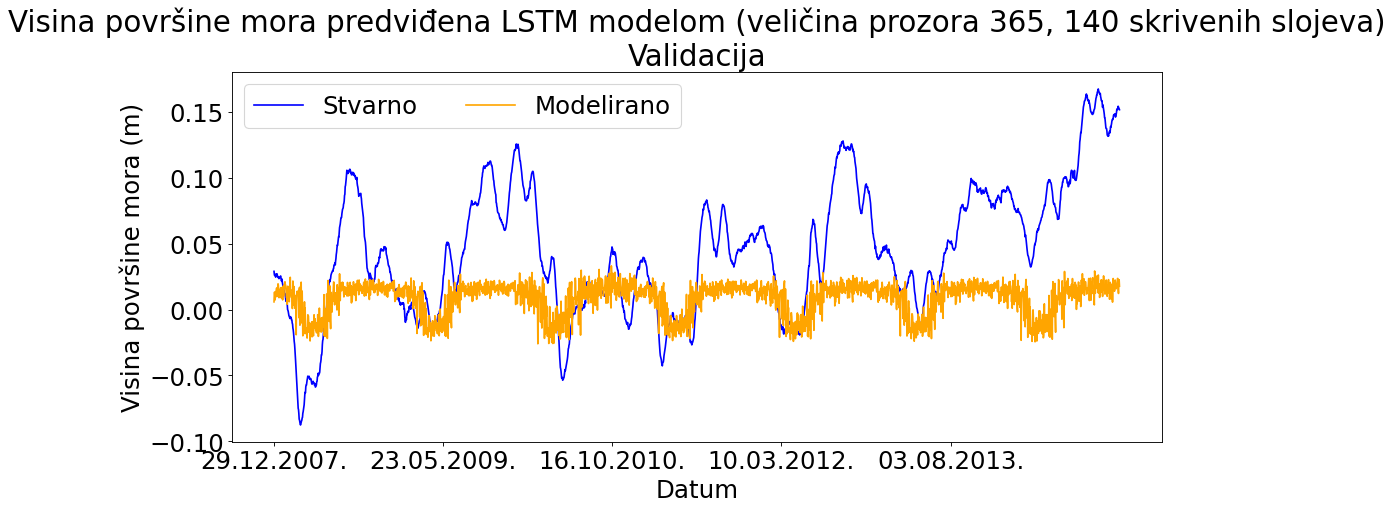 Visina površine mora predviđena LSTM modelom (veličina prozora 365, 140 skrivenih slojeva)
Validacija
Stvarno Modelirano
Visina površine mora (m)
0.15
0.10
0.05
0.00
−0.05
−0.10
29.12.2007. 23.05.2009. 16.10.2010. 10.03.2012. 03.08.2013.
Datum